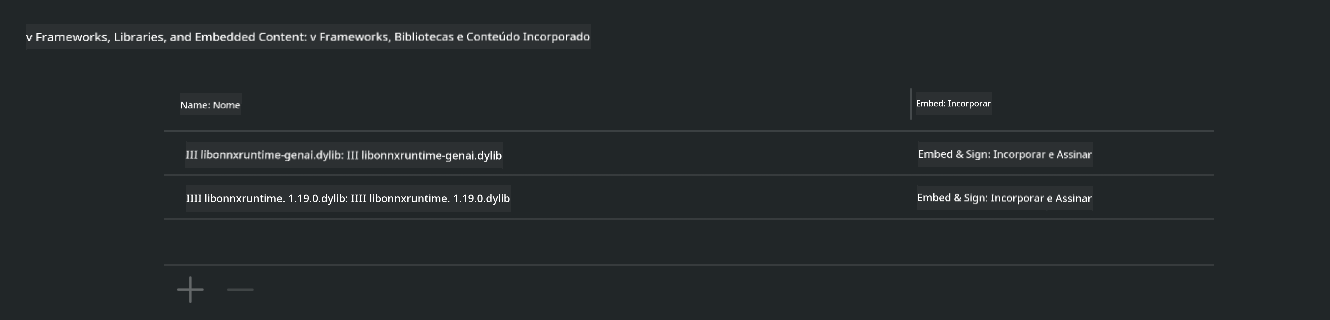 v Frameworks, Libraries, and Embedded Content: v Frameworks, Bibliotecas e Conteúdo Incorporado
Name: Nome
Embed: Incorporar
III libonnxruntime-genai.dylib: III libonnxruntime-genai.dylib
Embed & Sign: Incorporar e Assinar
IIII libonnxruntime. 1.19.0.dyllb: IIII libonnxruntime. 1.19.0.dyllb
Embed & Sign: Incorporar e Assinar